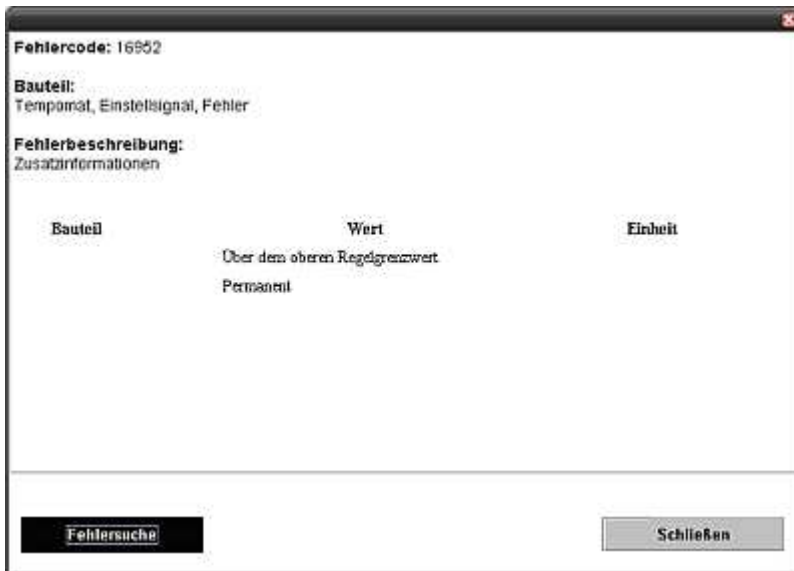 Fehlercode: 16952
Bauteil:
Tempomat, Einstellsignal, Fehler
Fehlerbeschreibung:
Zusatzinformationen
Bauteil Wert Einheit
Über dem oberen Regelgrenzwert
Permanent
Fehlersuche Schließen